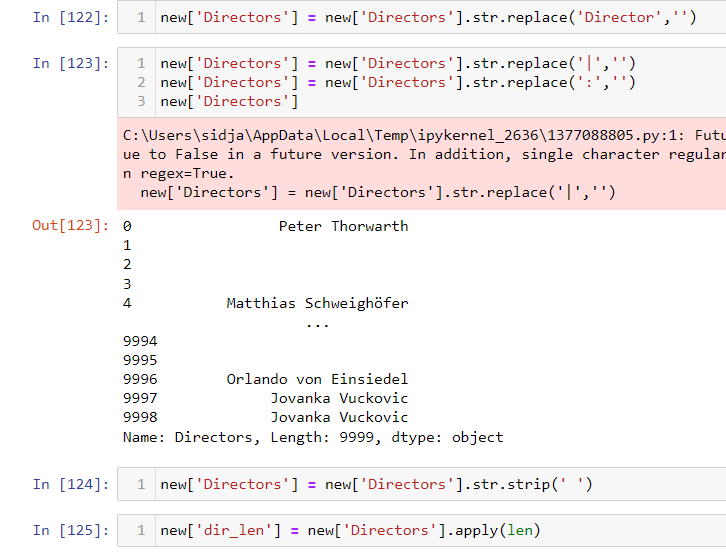 In [122]: 1 new['Directors'] = new['Directors'].str.replace('Director','')
In [123]: 1 new['Directors'] = new['Directors'].str.replace('|','')
2 new['Directors'] = new['Directors'].str.replace(':','')
3 new['Directors']
C:\Users\sidja\AppData\Local\Temp\ipykernel_2636\1377088805.py:1: Futu
ue to False in a future version. In addition, single character regular
n regex=True.
new['Directors'] = new['Directors'].str.replace('|','')
Out[123]: 0 Peter Thorwarth
1
2
3
4 Matthias Schweighöfer
...
9994
9995
9996 Orlando von Einsiedel
9997 Jovanka Vuckovic
9998 Jovanka Vuckovic
Name: Directors, Length: 9999, dtype: object
In [124]: 1 new['Directors'] = new['Directors'].str.strip(' ')
In [125]: 1 new['dir_len'] = new['Directors'].apply(len)